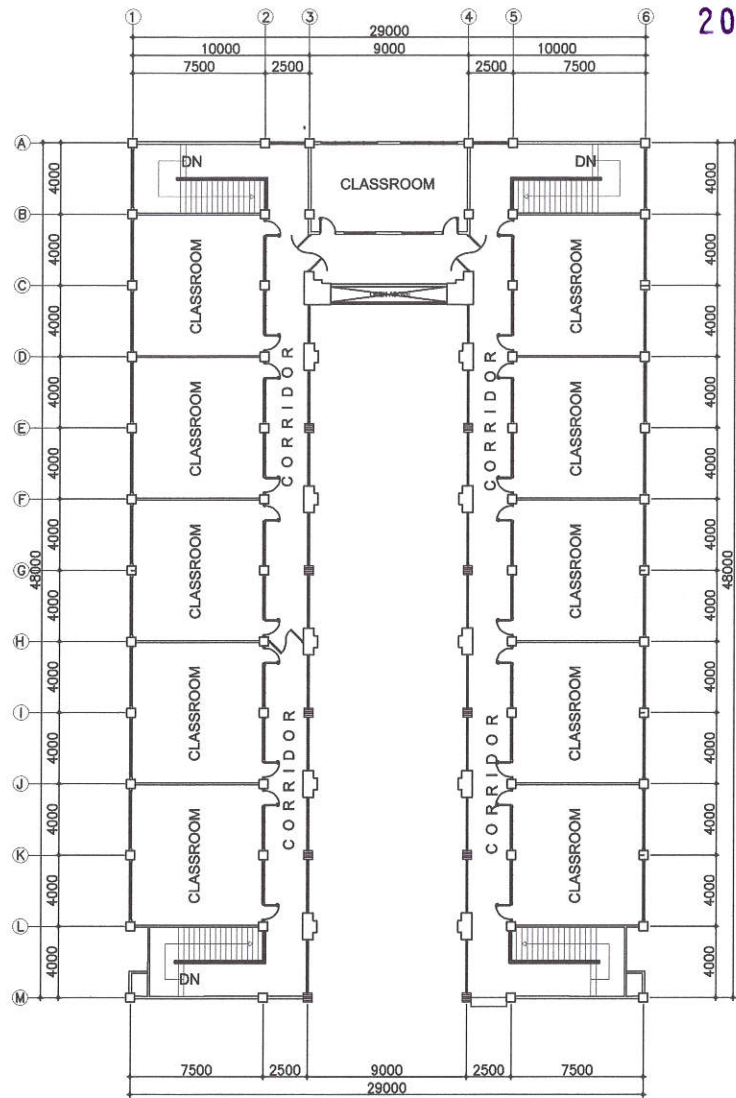 20
1 2 3 4 5 6
29000
10000 9000 10000
7500 2500 2500 7500
A
DN DN
4000 CLASSROOM 4000
B
4000 4000
CLASSROOM CLASSROOM
C
4000 4000
D
4000 CORRIDOR CORRIDOR 4000
CLASSROOM CLASSROOM
E
4000 4000
F
4000 4000
CLASSROOM CLASSROOM
48000 G 48000
4000 4000
H
4000 4000
CLASSROOM CLASSROOM
I
4000 CORRIDOR CORRIDOR 4000
J
4000 4000
CLASSROOM CLASSROOM
K
4000 4000
L
4000 4000
DN
M
7500 2500 9000 2500 7500
29000